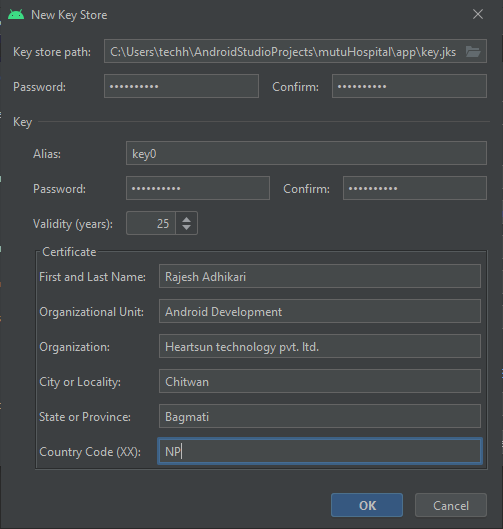 New Key Store
Key store path: C:\Users\techh\AndroidStudioProjects\mutuHospital\app\key.jks
Password: •••••••••• Confirm: ••••••••••
Key
Alias: key0
Password: •••••••••• Confirm: ••••••••••
Validity (years): 25
Certificate
First and Last Name: Rajesh Adhikari
Organizational Unit: Android Development
Organization: Heartsun technology pvt. ltd.
City or Locality: Chitwan
State or Province: Bagmati
Country Code (XX): NP
OK Cancel